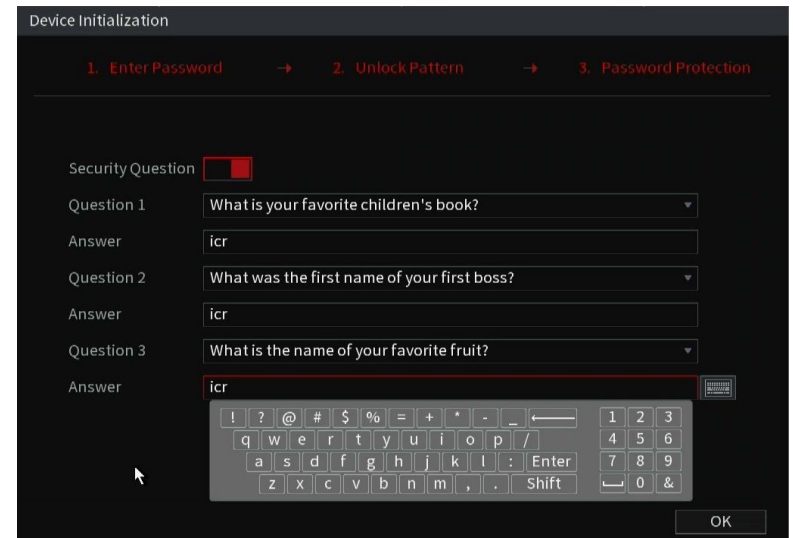 Device Initialization
1. Enter Password → 2. Unlock Pattern → 3. Password Protection
Security Question
Question 1 What is your favorite children's book?
Answer icr
Question 2 What was the first name of your first boss?
Answer icr
Question 3 What is the name of your favorite fruit?
Answer icr
! ? @ # $ % = + * - _ 1 2 3
q w e r t y u i o p / 4 5 6
a s d f g h j k l : Enter 7 8 9
z x c v b n m , . Shift 0 &
OK